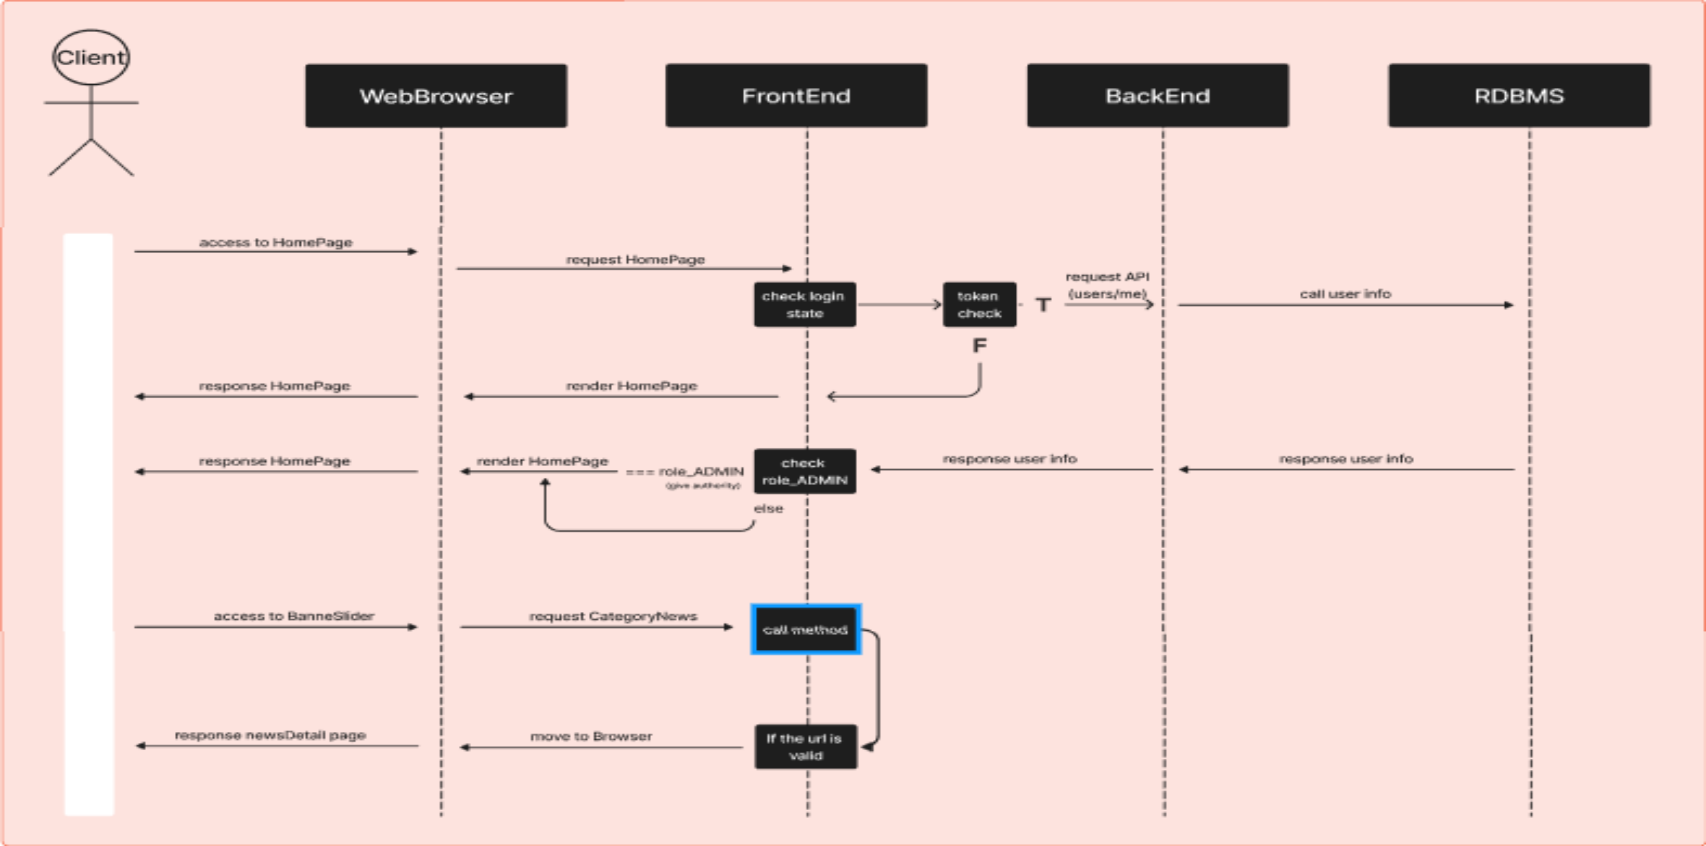 Client
WebBrowser
FrontEnd
BackEnd
RDBMS
access to HomePage
request HomePage
check login
state
token
check
T
request API
(users/me)
call user info
F
response HomePage
render HomePage
response HomePage
render HomePage
=== role_ADMIN
(give authority)
check
role_ADMIN
response user info
response user info
else
access to BanneSlider
request CategoryNews
call method
response newsDetail page
move to Browser
If the url is
valid